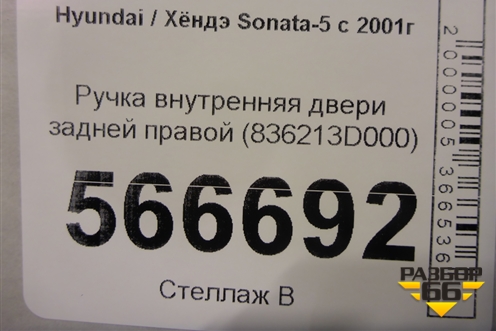 Hyundai / Хёндэ Sonata-5 с 2001г
Ручка внутренняя двери
задней правой (836213D000)
566692
Стеллаж В
2000005366536
РАЗБОР
66